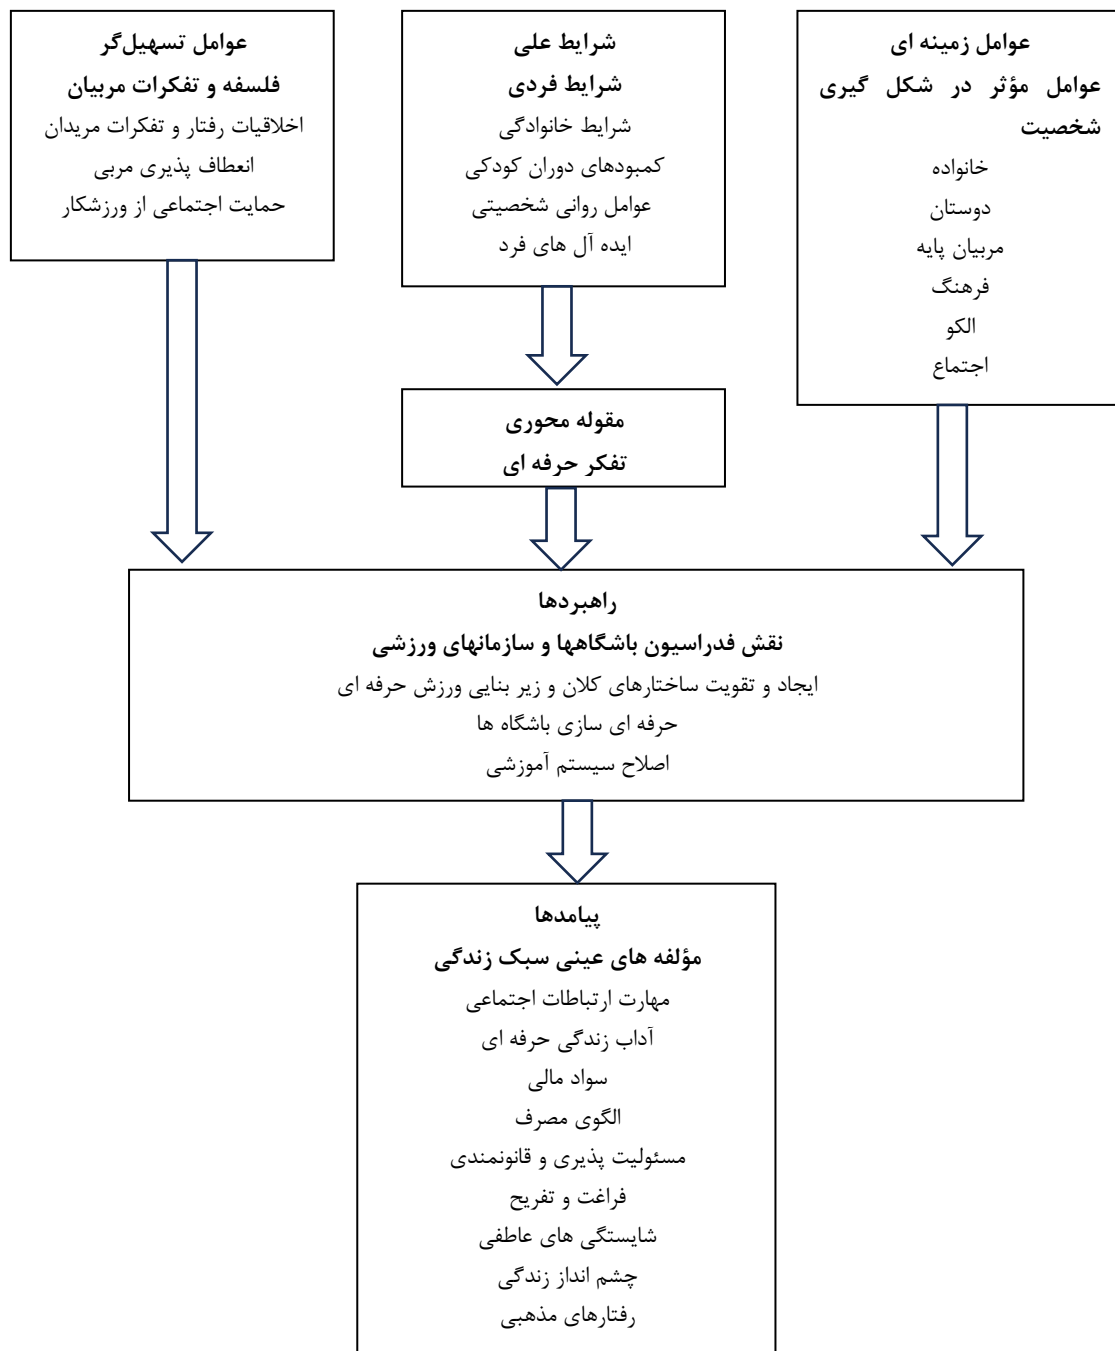 عوامل زمینه ای
عوامل مؤثر در شکل گیری
شخصیت
خانواده
دوستان
مربیان پایه
فرهنگ
الکو
اجتماع
شرایط علی
شرایط فردی
شرایط خانوادگی
کمبودهای دوران کودکی
عوامل روانی شخصیتی
ایده آل های فرد
عوامل تسهیل‌گر
فلسفه و تفکرات مربیان
اخلاقیات رفتار و تفکرات مریدان
انعطاف پذیری مربی
حمایت اجتماعی از ورزشکار
مقوله محوری
تفکر حرفه ای
راهبردها
نقش فدراسیون باشگاهها و سازمانهای ورزشی
ایجاد و تقویت ساختارهای کلان و زیر بنایی ورزش حرفه ای
حرفه ای سازی باشگاه ها
اصلاح سیستم آموزشی
پیامدها
مؤلفه های عینی سبک زندگی
مهارت ارتباطات اجتماعی
آداب زندگی حرفه ای
سواد مالی
الگوی مصرف
مسئولیت پذیری و قانونمندی
فراغت و تفریح
شایستگی های عاطفی
چشم انداز زندگی
رفتارهای مذهبی